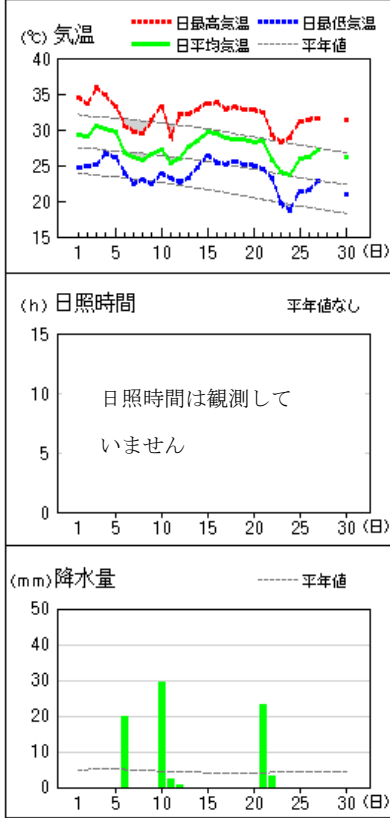 (℃) 気温
日最高気温 日最低気温
日平均気温 平年値
40
35
30
25
20
15
1 5 10 15 20 25 30 (日)
(h) 日照時間 平年値なし
15
10
5
0
日照時間は観測して
いません
1 5 10 15 20 25 30 (日)
(mm) 降水量 平年値
50
40
30
20
10
0
1 5 10 15 20 25 30 (日)